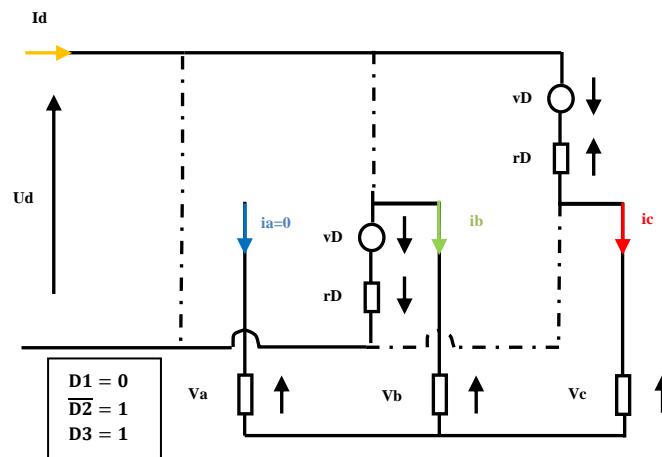 Id
vD
rD
Ud
ia=0
ib
ic
vD
rD
D1 = 0
D2 = 1
D3 = 1
Va
Vb
Vc